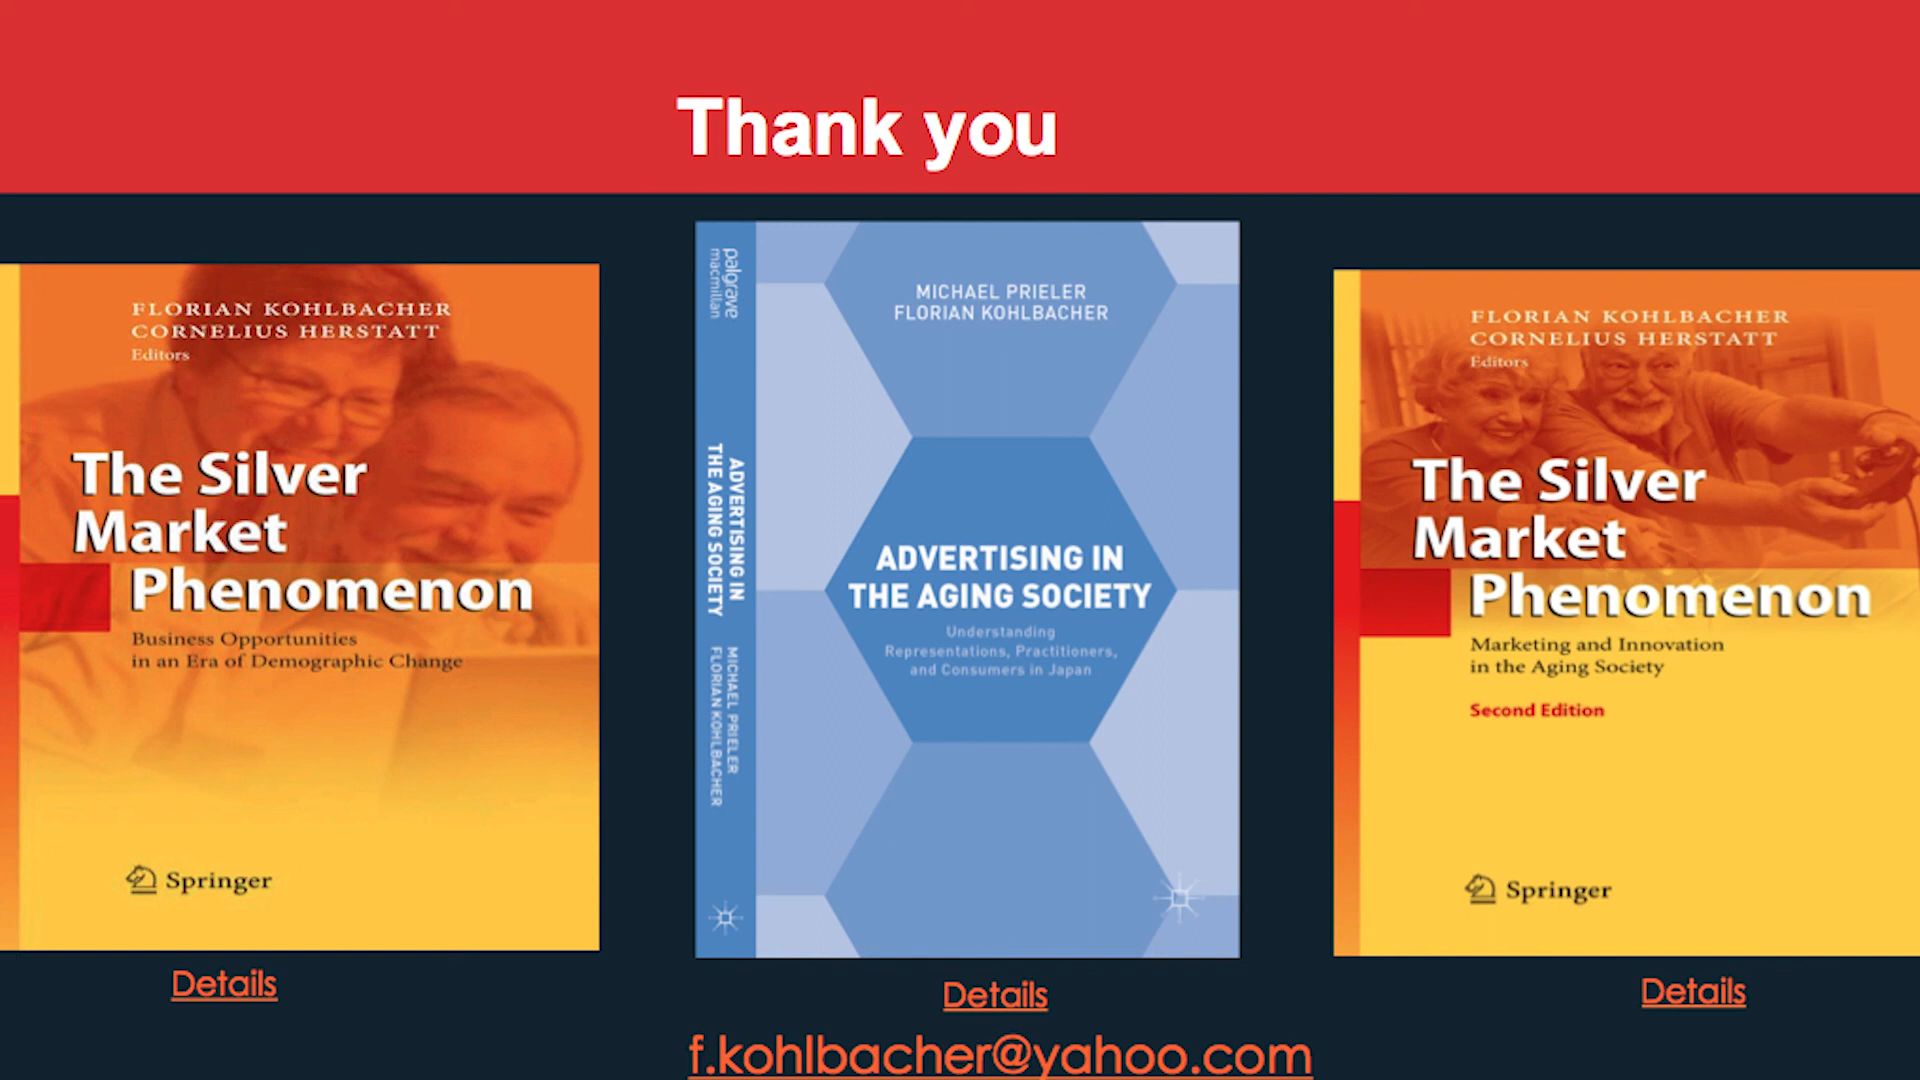 Thank you
FLORIAN KOHLBACHER
CORNELIUS HERSTATT
Editors
The Silver
Market
Phenomenon
Business Opportunities
in an Era of Demographic Change
Springer
Details
palgrave
macmillan
ADVERTISING IN
THE AGING SOCIETY
MICHAEL PRIELER
FLORIAN KOHLBACHER
MICHAEL PRIELER
FLORIAN KOHLBACHER
ADVERTISING IN
THE AGING SOCIETY
Understanding
Representations, Practitioners,
and Consumers in Japan
Details
FLORIAN KOHLBACHER
CORNELIUS HERSTATT
Editors
The Silver
Market
Phenomenon
Marketing and Innovation
in the Aging Society
Second Edition
Springer
Details
f.kohlbacher@yahoo.com